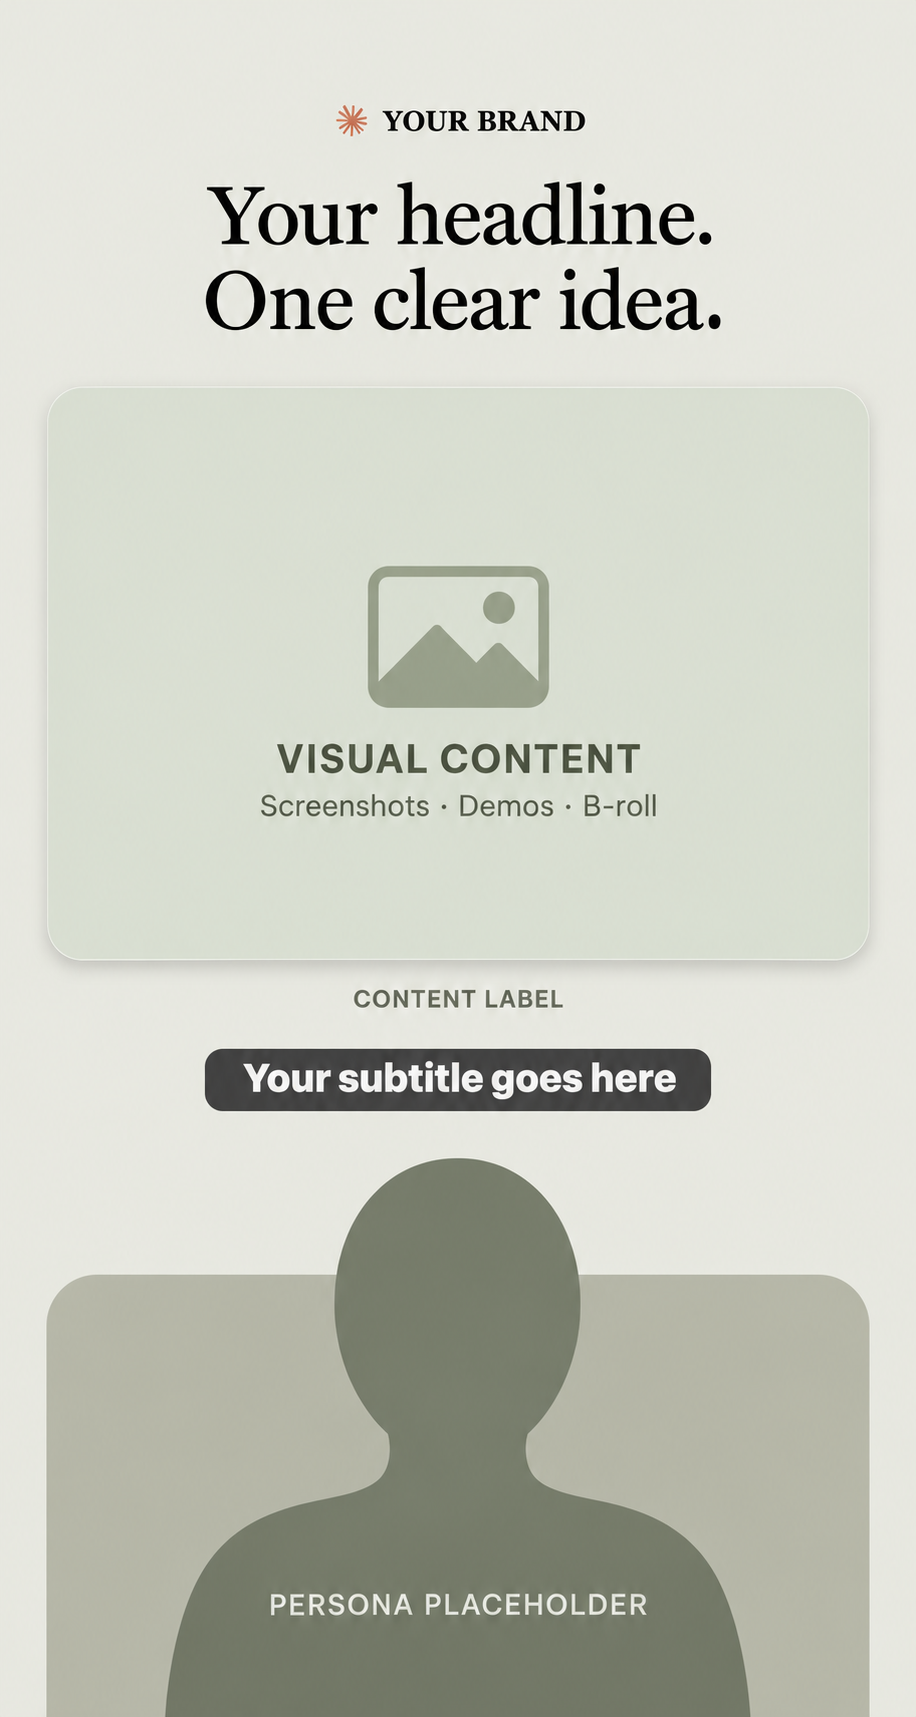 YOUR BRAND
Your headline.
One clear idea.
VISUAL CONTENT
Screenshots · Demos · B-roll
CONTENT LABEL
Your subtitle goes here
PERSONA PLACEHOLDER